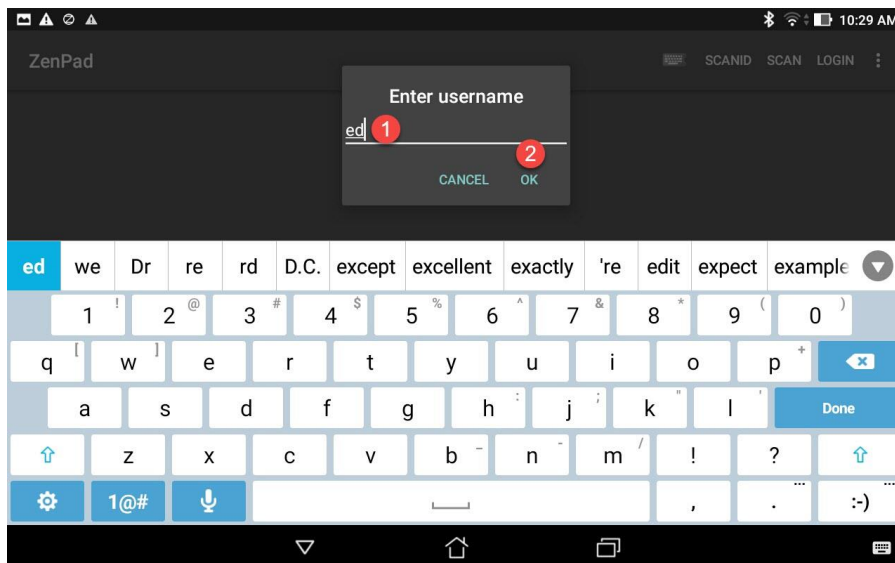 10:29 AM
ZenPad SCANID SCAN LOGIN
Enter username
ed 1
2
CANCEL OK
ed we Dr re rd D.C. except excellent exactly 're edit expect example
1 ! 2 @ 3 # 4 $ 5 % 6 ^ 7 & 8 * 9 ( 0 )
q [ w ] e r t y u i o p +
a s d f g h : j ; k " l ' Done
z x c v b _ n - m / ! ?
1@# , . ... :-) ...